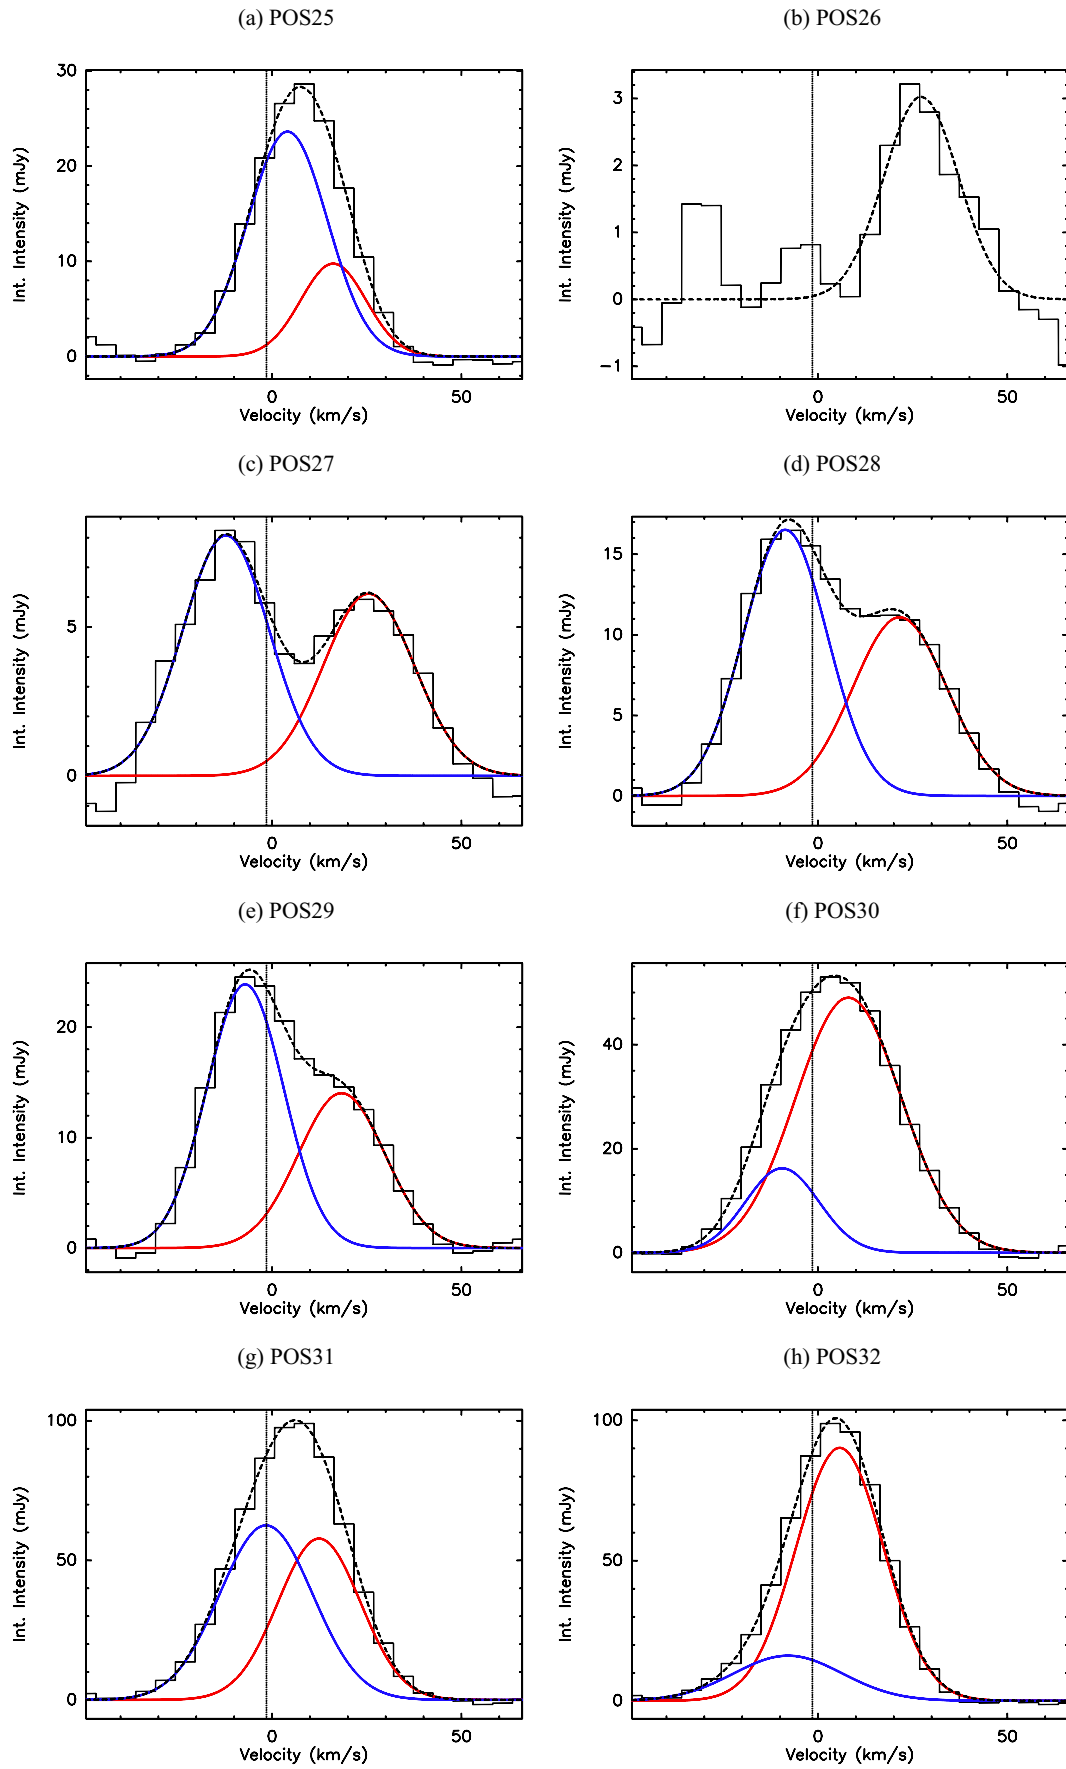 (a) POS25
(b) POS26
30
20
10
0
Int. Intensity (mJy)
0
50
Velocity (km/s)
3
2
1
0
−1
Int. Intensity (mJy)
0
50
Velocity (km/s)
(c) POS27
(d) POS28
5
0
Int. Intensity (mJy)
0
50
Velocity (km/s)
15
10
5
0
Int. Intensity (mJy)
0
50
Velocity (km/s)
(e) POS29
(f) POS30
20
10
0
Int. Intensity (mJy)
0
50
Velocity (km/s)
40
20
0
Int. Intensity (mJy)
0
50
Velocity (km/s)
(g) POS31
(h) POS32
100
50
0
Int. Intensity (mJy)
0
50
Velocity (km/s)
100
50
0
Int. Intensity (mJy)
0
50
Velocity (km/s)